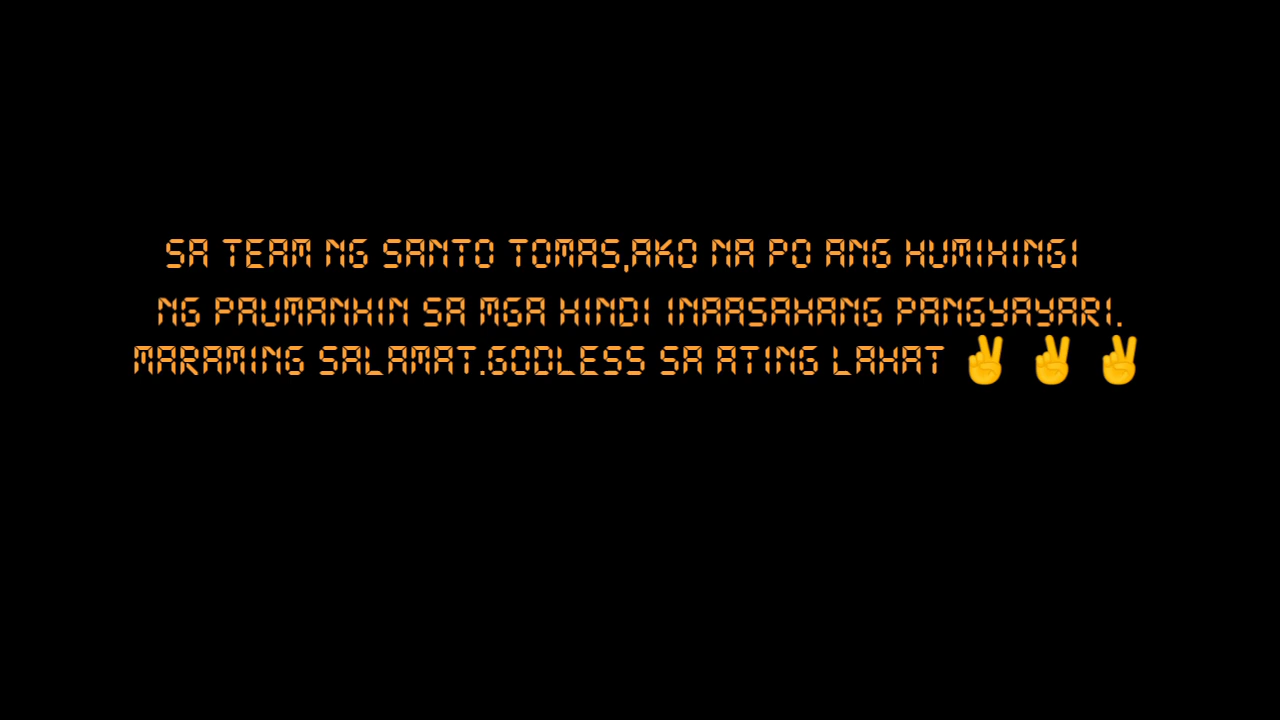 SA TEAM NG SANTO TOMAS,AKO NA PO ANG HUMIHINGI
NG PAUMANHIN SA MGA HINDI INAASAHANG PANGYAYARI.
MARAMING SALAMAT.GODLESS SA ATING LAHAT ✌️ ✌️ ✌️